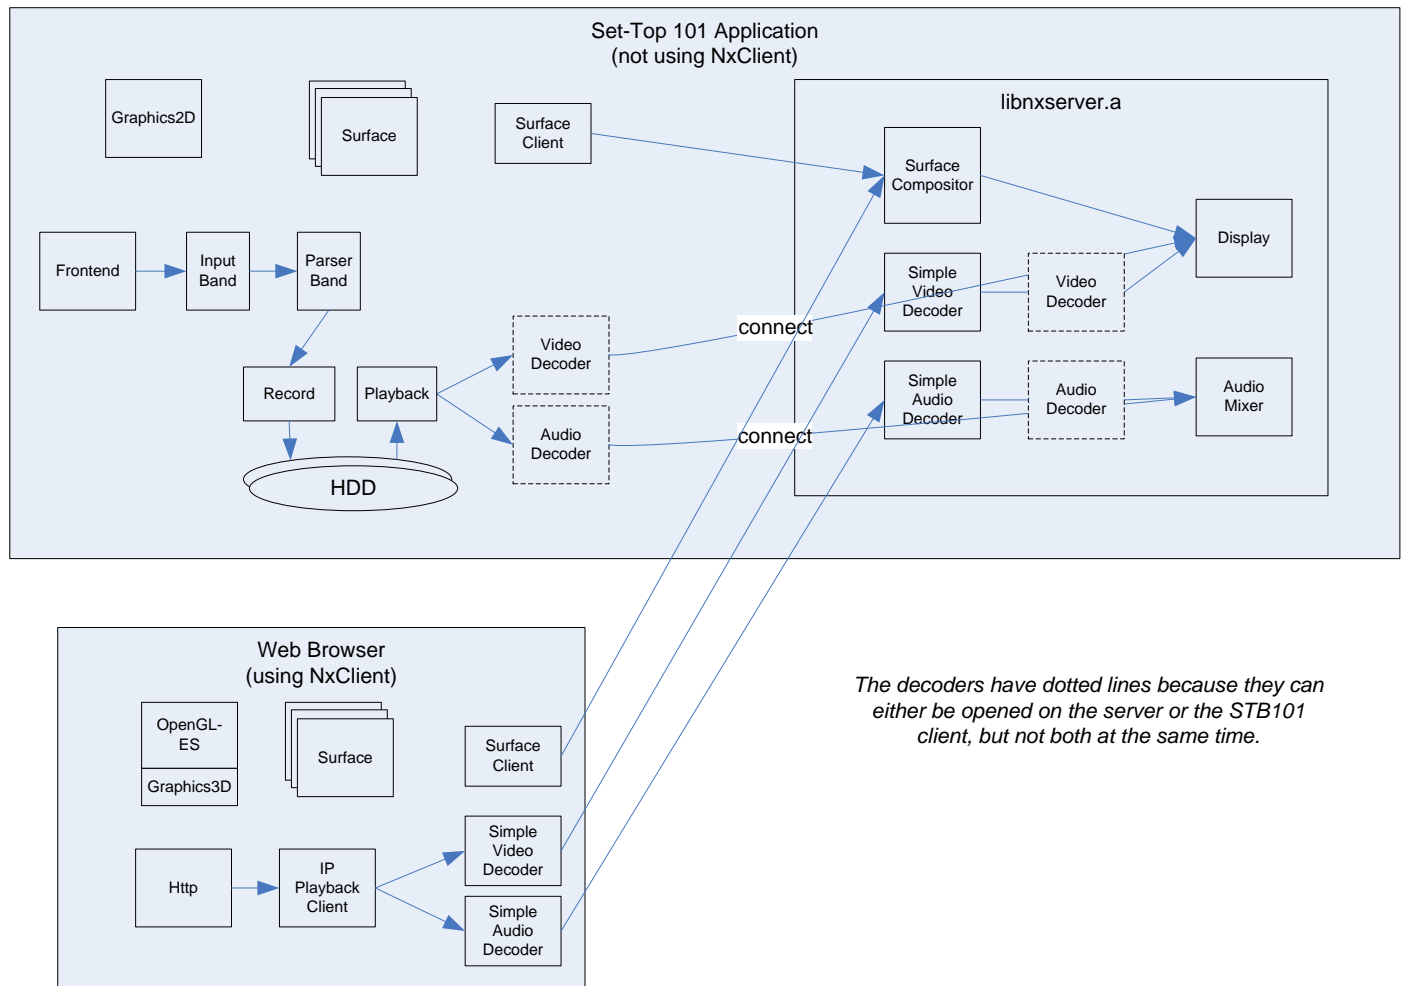 Set-Top 101 Application
(not using NxClient)
libnxserver.a
Graphics2D
Surface
Surface
Client
Surface
Compositor
Display
Frontend
Input
Band
Parser
Band
Simple
Video
Decoder
Video
Decoder
connect
Video
Decoder
Record
Playback
Simple
Audio
Decoder
Audio
Decoder
Audio
Mixer
Audio
Decoder
connect
HDD
Web Browser
(using NxClient)
OpenGL-
ES
Graphics3D
Surface
Surface
Client
Http
IP
Playback
Client
Simple
Video
Decoder
Simple
Audio
Decoder
The decoders have dotted lines because they can
either be opened on the server or the STB101
client, but not both at the same time.